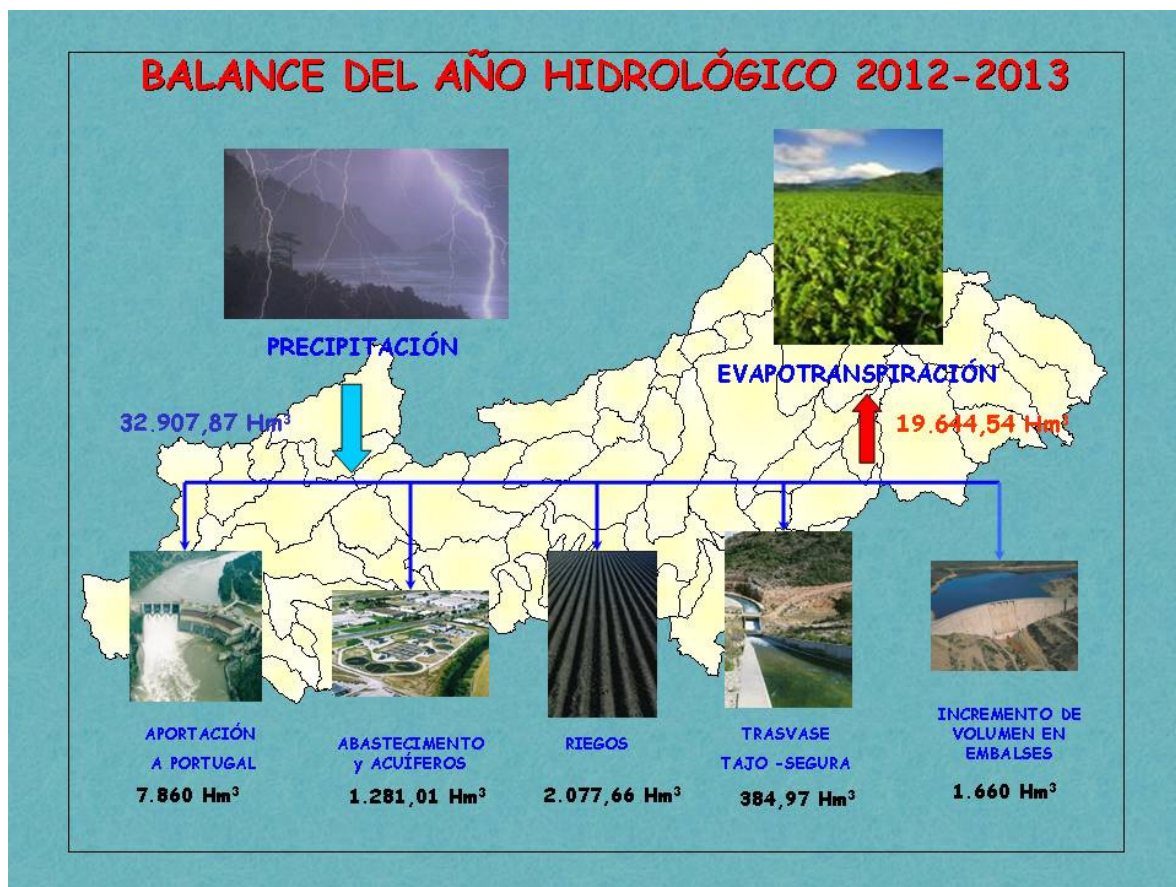 BALANCE DEL AÑO HIDROLÓGICO 2012-2013
PRECIPITACIÓN
32.907,87 Hm³
EVAPOTRANSPIRACIÓN
19.644,54 Hm³
APORTACIÓN
A PORTUGAL
7.860 Hm³
ABASTECIMENTO
y ACUÍFEROS
1.281,01 Hm³
RIEGOS
2.077,66 Hm³
TRASVASE
TAJO -SEGURA
384,97 Hm³
INCREMENTO DE
VOLUMEN EN
EMBALSES
1.660 Hm³